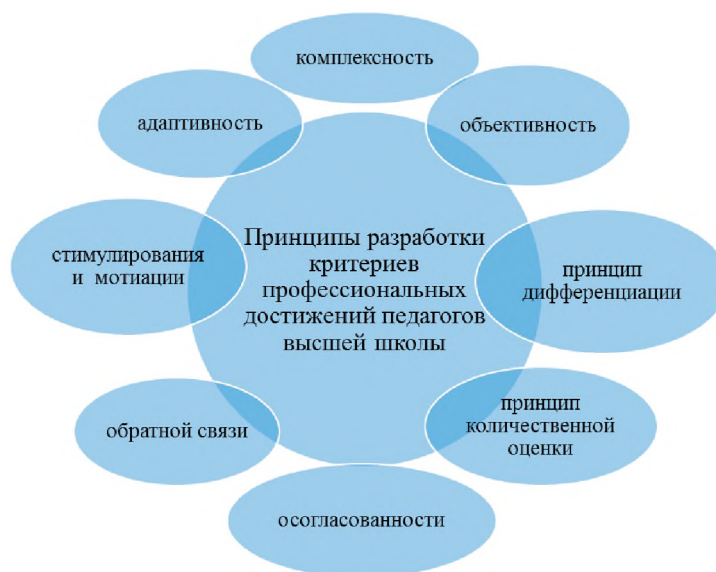 комплексность
адаптивность
объективность
Принципы разработки
критериев
профессиональных
достижений педагогов
высшей школы
стимулирования
и мотиации
принцип
дифференциации
обратной связи
принцип
количественной
оценки
осогласованности